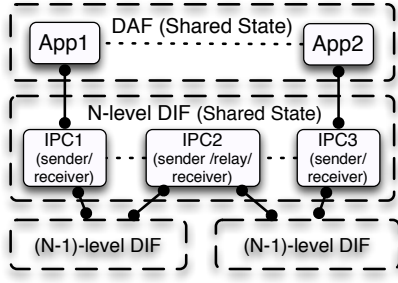 DAF (Shared State)
App1
App2
N-level DIF (Shared State)
IPC1
(sender/
receiver)
IPC2
(sender /relay/
receiver)
IPC3
(sender/
receiver)
(N-1)-level DIF
(N-1)-level DIF